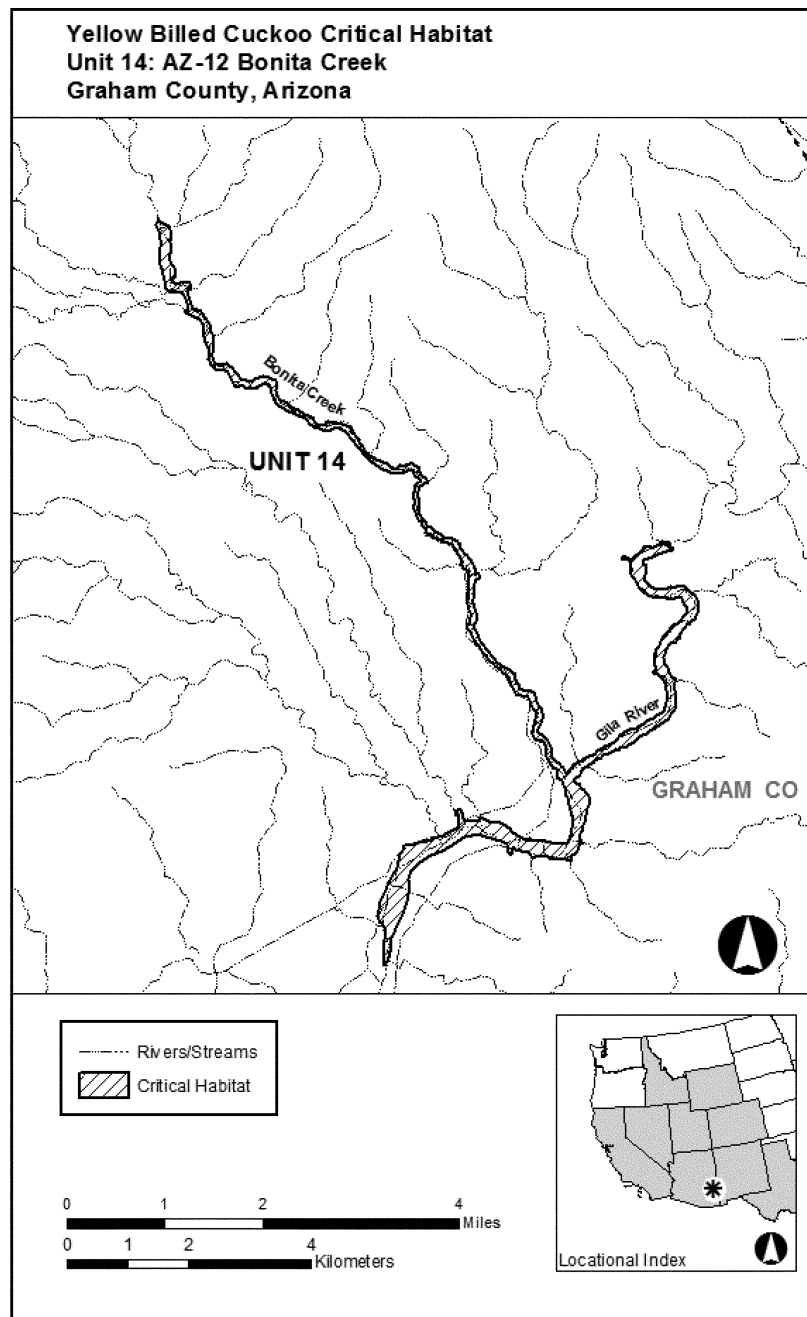 Yellow Billed Cuckoo Critical Habitat
Unit 14: AZ-12 Bonita Creek
Graham County, Arizona
Bonita Creek
UNIT 14
Gila River
GRAHAM CO
Rivers/Streams
Critical Habitat
0 1 2 4
Miles
0 1 2 4
Kilometers
Locational Index